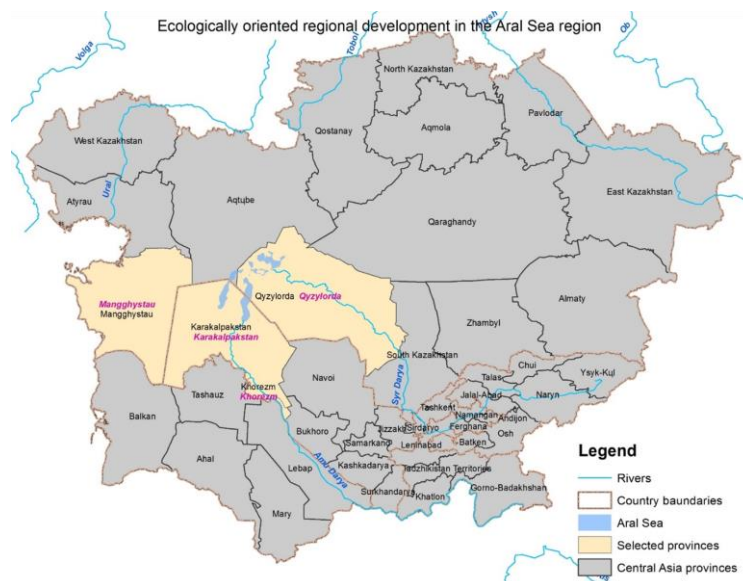 Ecologically oriented regional development in the Aral Sea region
Volga
Tobol
Ob
North Kazakhstan
Pavlodar
Qostanay
Aqmola
West Kazakhstan
East Kazakhstan
Ural
Atyrau
Aqtube
Qaraghandy
Mangghystau
Mangghystau
Qyzylorda
Qyzylorda
Almaty
Karakalpakstan
Karakalpakstan
Zhambyl
South Kazakhstan
Chui
Ysyk-Kul
Talas
Khorezm
Khorizm
Navoi
Syr Darya
Jalal-Abad
Naryn
Balkan
Tashauz
Tashkent
Namangan
Andijon
Bukhoro
Jizzakh
Sirdaryo
Ferghana
Osh
Samarkand
Leninabad
Batken
Ahal
Lebap
Amu Darya
Kashkadarya
Tadzhikistan Territories
Surkhandarya
Khatlon
Gorno-Badakhshan
Mary
Legend
Rivers
Country baundaries
Aral Sea
Selected provinces
Central Asia provinces